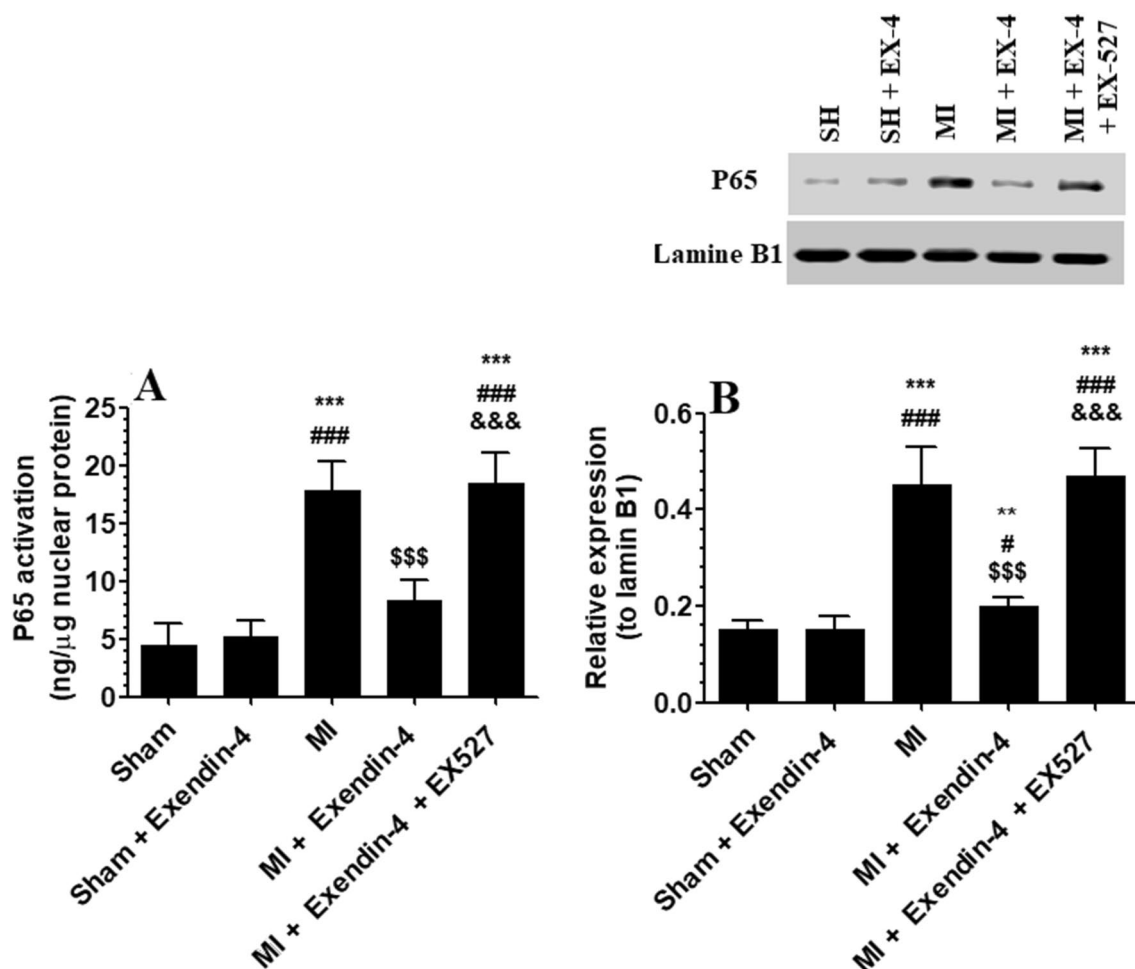 SH
SH + EX-4
MI
MI + EX-4
MI + EX-4
+ EX-527
P65
Lamine B1
A
P65 activation
(ng/µg nuclear protein)
25
20
15
10
5
0
***
###
$$$
***
###
&&&
Sham
Sham + Exendin-4
MI
MI + Exendin-4
MI + Exendin-4 + EX527
B
Relative expression
(to lamin B1)
0.6
0.4
0.2
0.0
***
###
**
#
$$$
***
###
&&&
Sham
Sham + Exendin-4
MI
MI + Exendin-4
MI + Exendin-4 + EX527